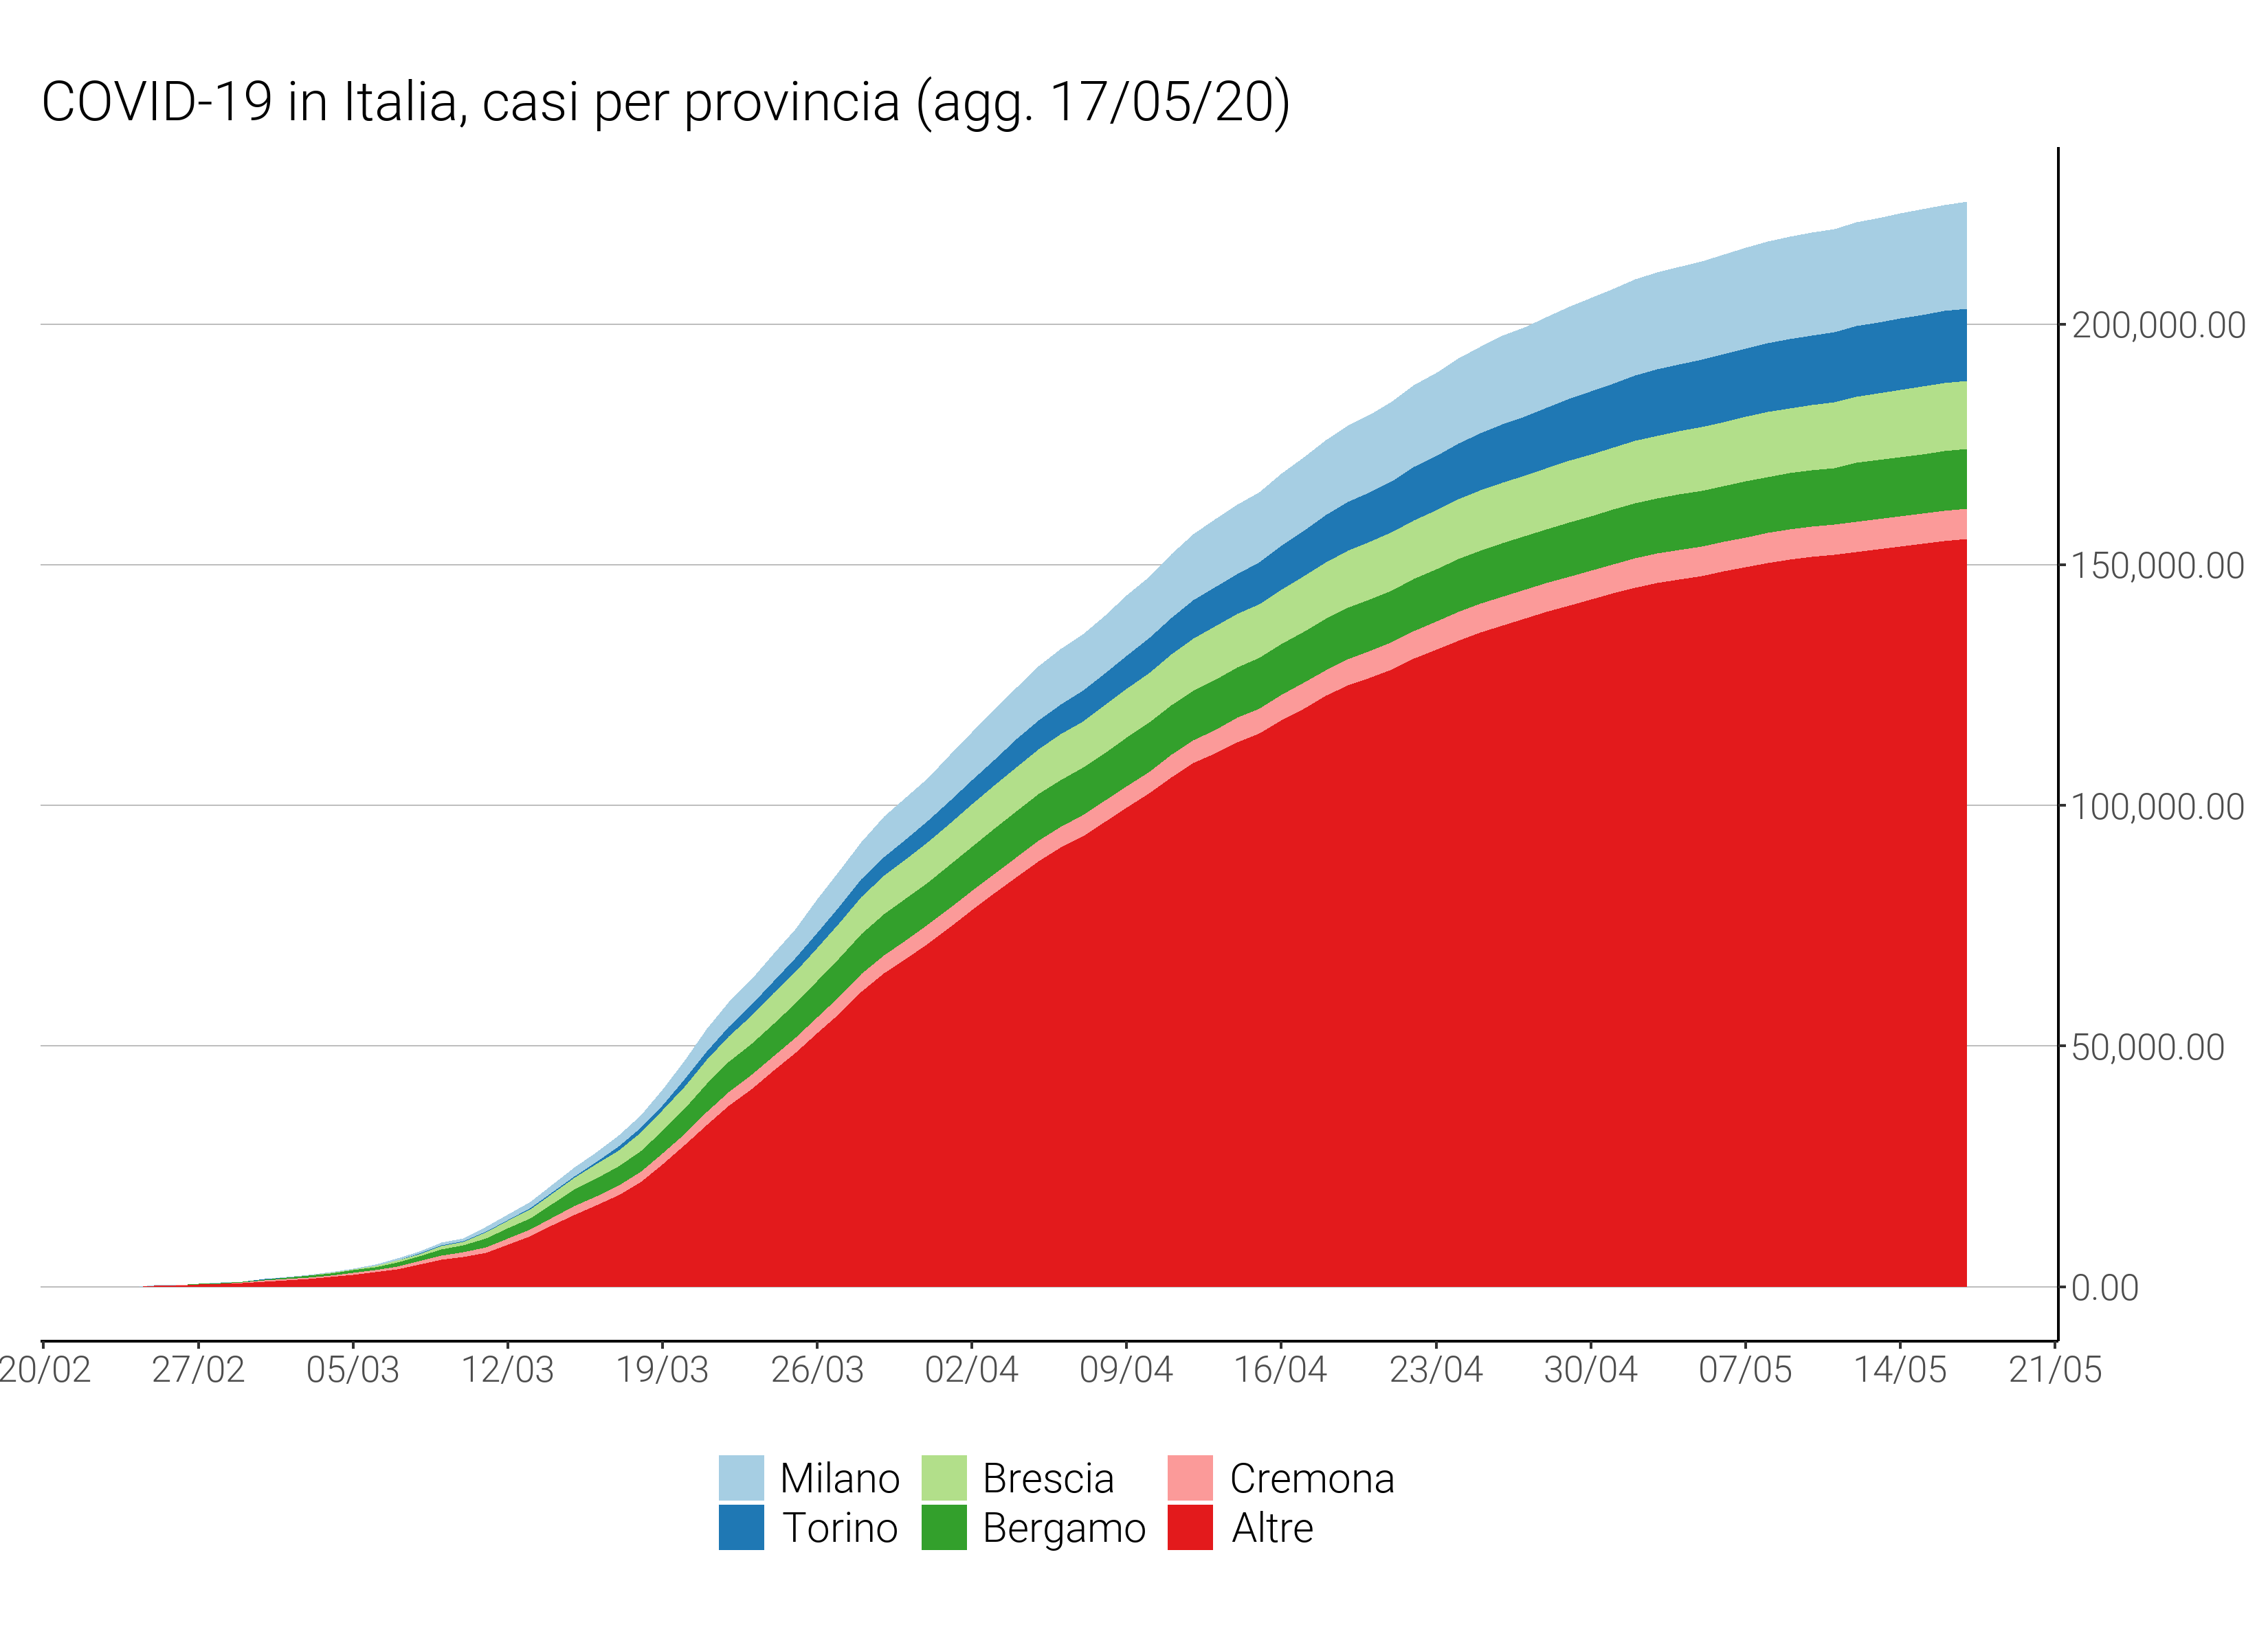 COVID-19 in Italia, casi per provincia (agg. 17/05/20)
200,000.00
150,000.00
100,000.00
50,000.00
0.00
20/02 27/02 05/03 12/03 19/03 26/03 02/04 09/04 16/04 23/04 30/04 07/05 14/05 21/05
Milano Brescia Cremona
Torino Bergamo Altre